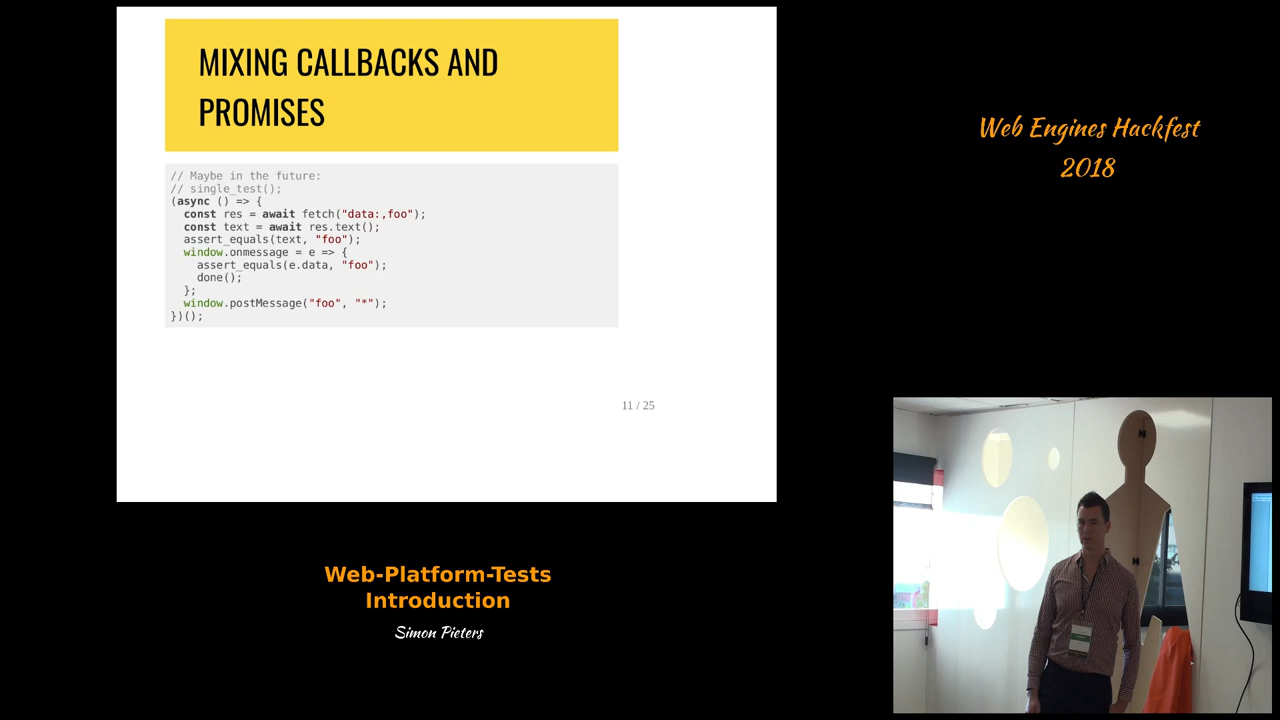 MIXING CALLBACKS AND
PROMISES
// Maybe in the future:
// single_test();
(async () => {
  const res = await fetch("data:,foo");
  const text = await res.text();
  assert_equals(text, "foo");
  window.onmessage = e => {
    assert_equals(e.data, "foo");
    done();
  };
  window.postMessage("foo", "*");
})();
11 / 25
Web Engines Hackfest
2018
Web-Platform-Tests
Introduction
Simon Pieters